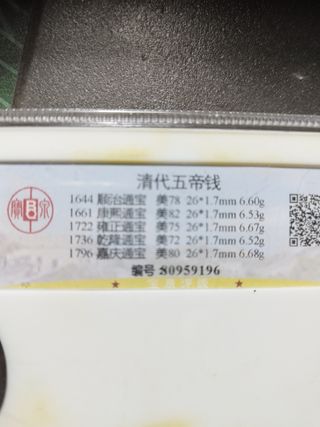 清代五帝钱
1644 顺治通宝 美78 26*1.7mm 6.60g
1661 康熙通宝 美82 26*1.7mm 6.53g
1722 雍正通宝 美75 26*1.7mm 6.67g
1736 乾隆通宝 美72 26*1.7mm 6.52g
1796 嘉庆通宝 美80 26*1.7mm 6.68g
编号:80959196